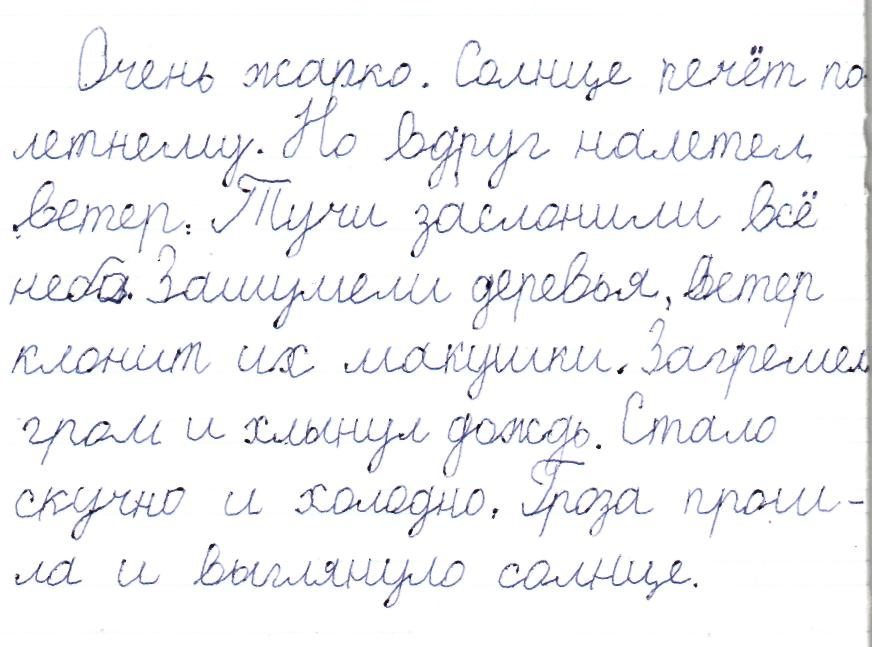 Очень жарко. Солнце печёт по
летнему. Но вдруг налетел
ветер. Тучи заслонили всё
небо. Зашумели деревья, ветер
клонит их макушки. Загремел
гром и хлынул дождь. Стало
скучно и холодно. Гроза прош-
ла и выглянуло солнце.